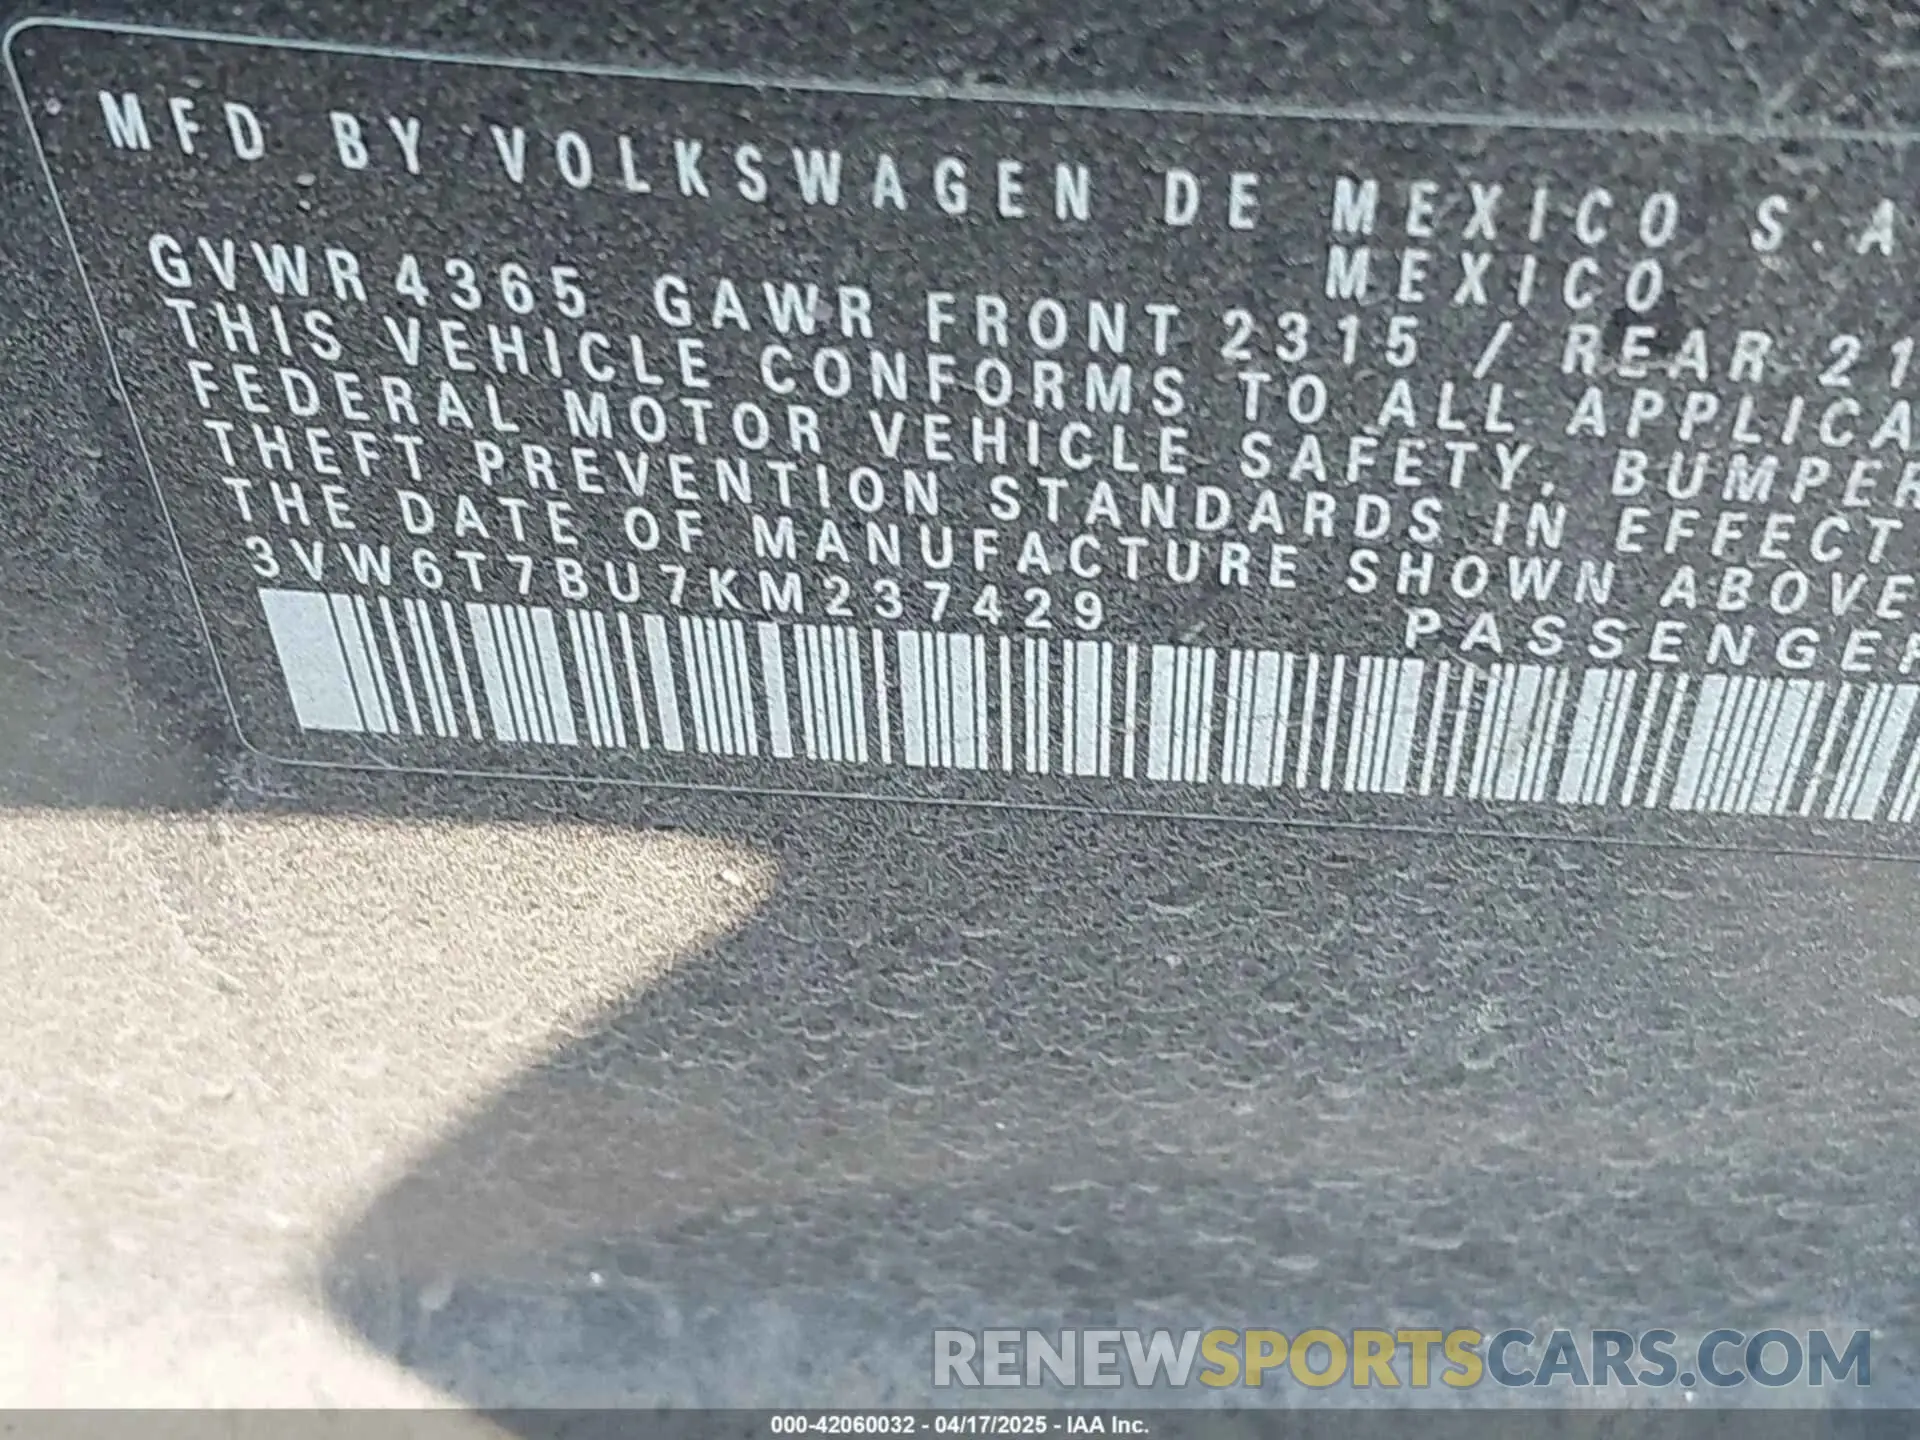 MFD BY VOLKSWAGEN DE MEXICO S.A
MEXICO
GVWR 4365 GAWR FRONT 2315 / REAR 21
THIS VEHICLE CONFORMS TO ALL APPLICA
FEDERAL MOTOR VEHICLE SAFETY, BUMPER
THEFT PREVENTION STANDARDS IN EFFECT
THE DATE OF MANUFACTURE SHOWN ABOVE
3VW6T7BU7KM237429 PASSENGER
RENEWSPORTSCARS.COM
000-42060032 - 04/17/2025 - IAA Inc.